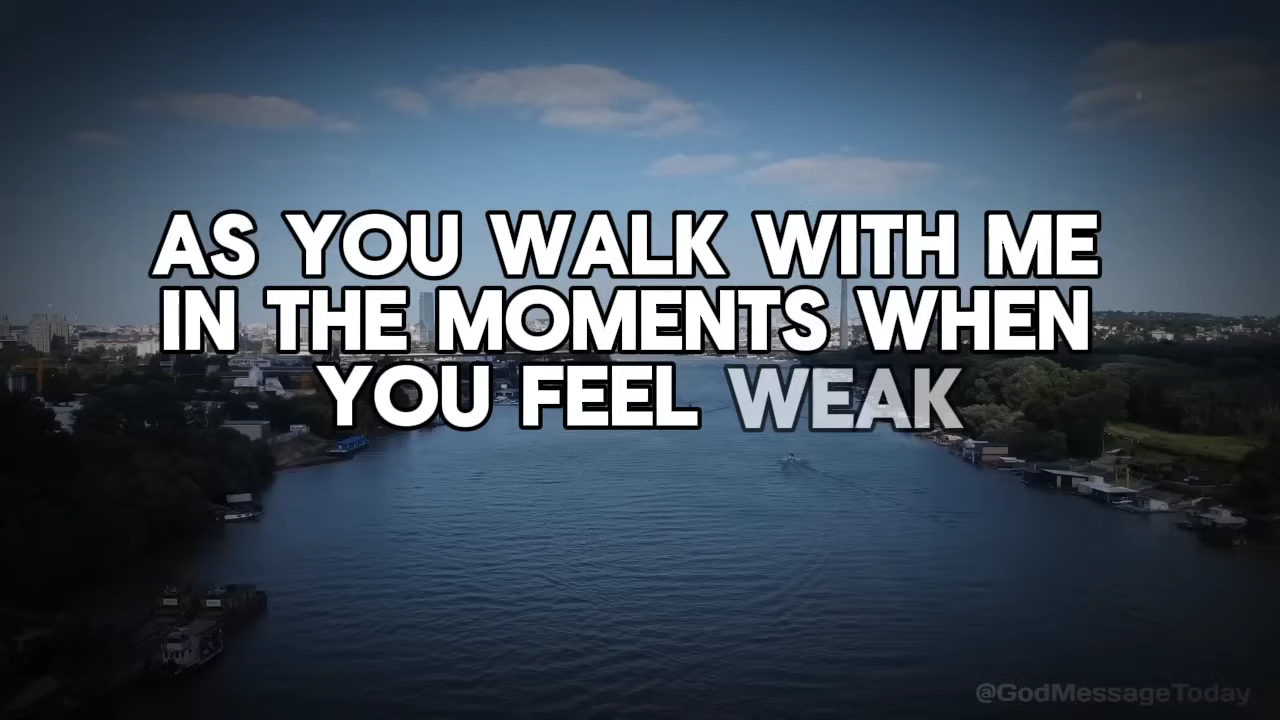 AS YOU WALK WITH ME
IN THE MOMENTS WHEN
YOU FEEL WEAK
@GodMessageToday